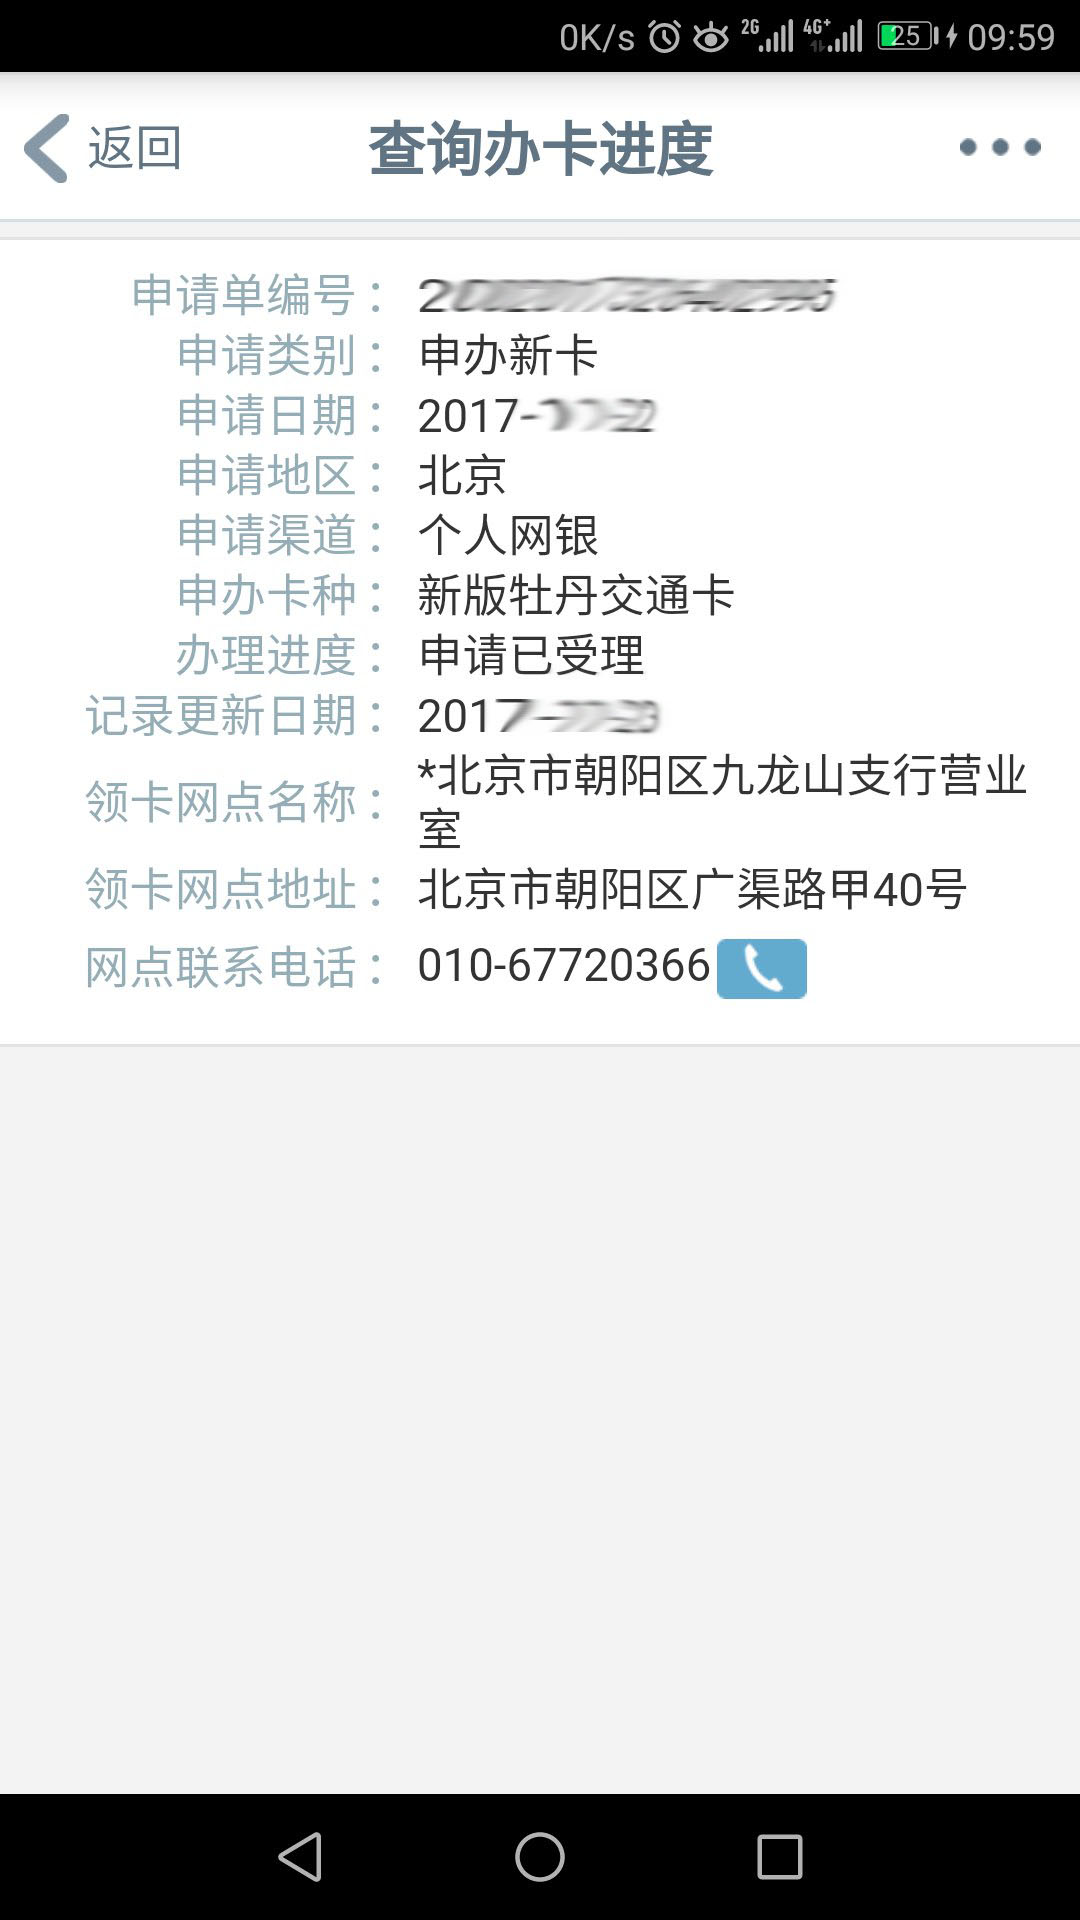 0K/s 2G 4G+ 25 09:59
返回 查询办卡进度
申请单编号：
申请类别： 申办新卡
申请日期： 2017-
申请地区： 北京
申请渠道： 个人网银
申办卡种： 新版牡丹交通卡
办理进度： 申请已受理
记录更新日期： 2017-
领卡网点名称： *北京市朝阳区九龙山支行营业
室
领卡网点地址： 北京市朝阳区广渠路甲40号
网点联系电话： 010-67720366